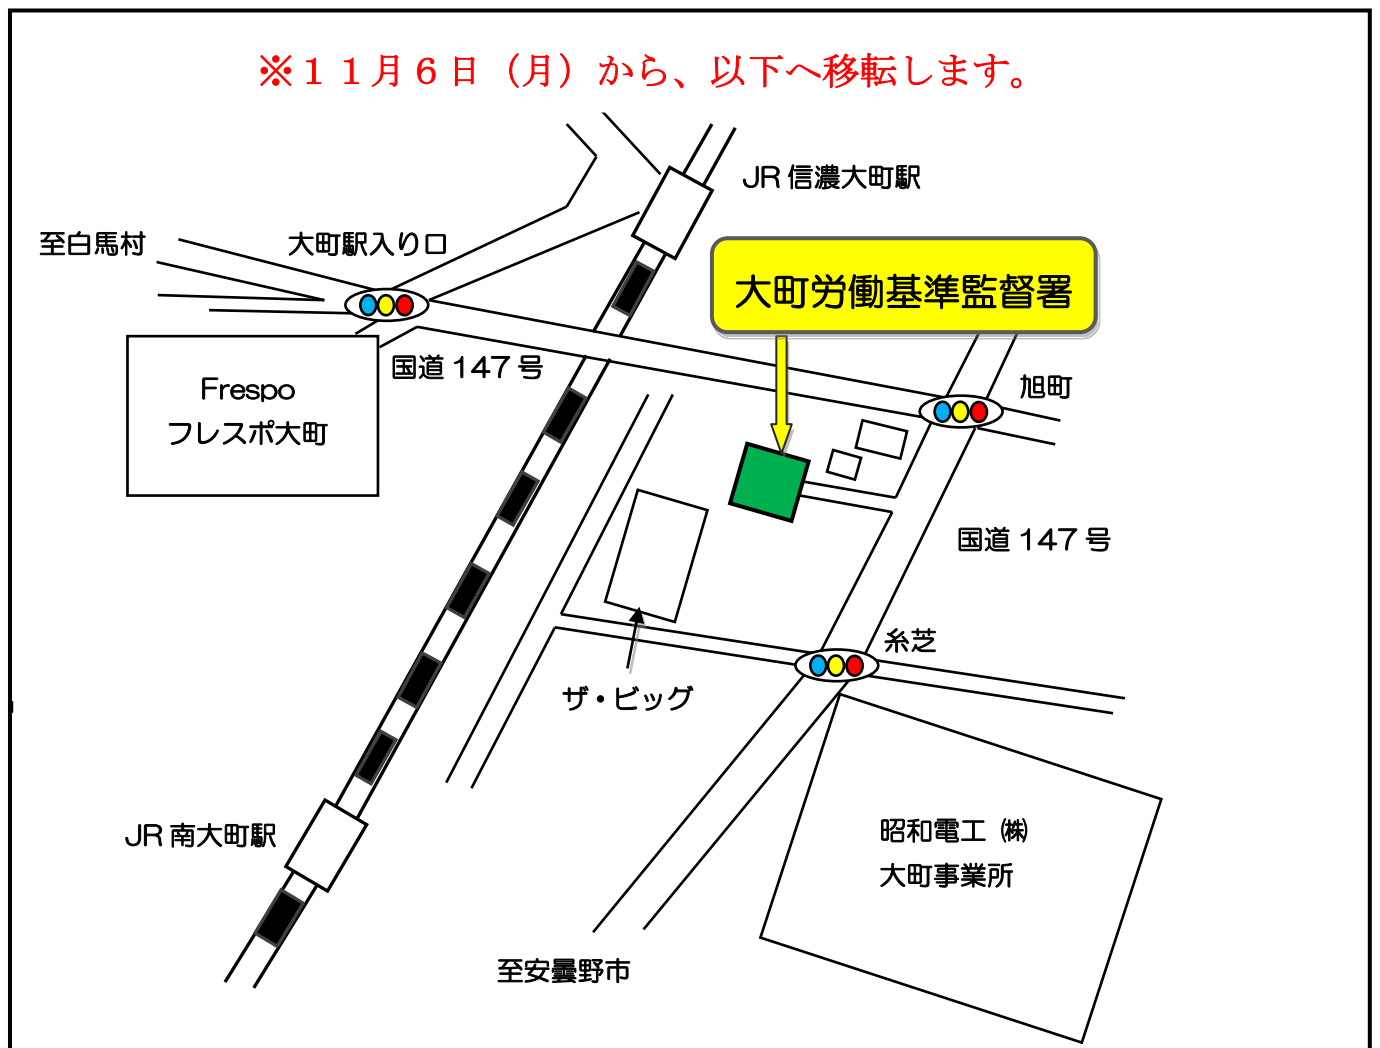 ※１１月６日（月）から、以下へ移転します。
JR 信濃大町駅
至白馬村
大町駅入り口
大町労働基準監督署
国道 147 号
旭町
Frespo
フレスポ大町
国道 147 号
糸芝
ザ・ビッグ
JR 南大町駅
昭和電工 ㈱
大町事業所
至安曇野市